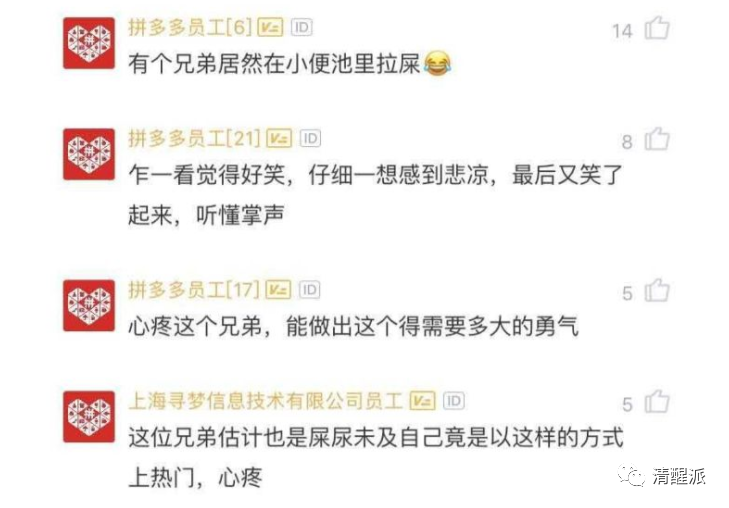 拼多多员工[6] V= ID
14
有个兄弟居然在小便池里拉屎😂
拼多多员工[21] V= ID
8
乍一看觉得好笑，仔细一想感到悲凉，最后又笑了
起来，听懂掌声
拼多多员工[17] V= ID
5
心疼这个兄弟，能做出这个得需要多大的勇气
上海寻梦信息技术有限公司员工 V= ID
5
这位兄弟估计也是屎尿未及自己竟是以这样的方式
上热门，心疼
清醒派